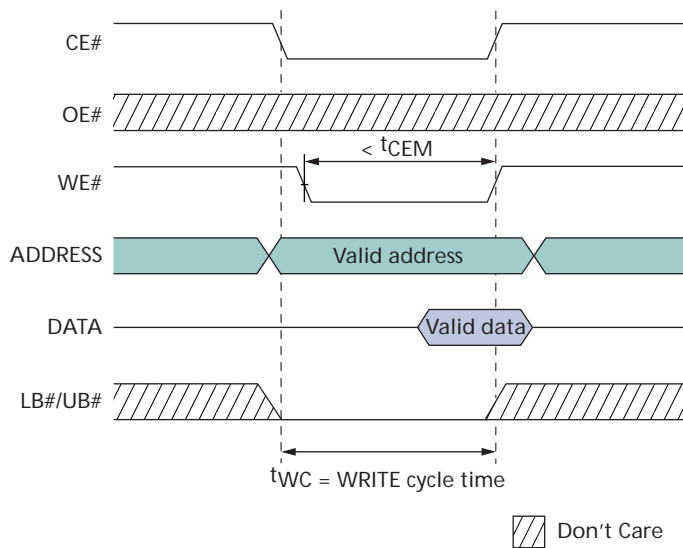 CE#
OE#
< tCEM
WE#
ADDRESS
Valid address
DATA
Valid data
LB#/UB#
tWC = WRITE cycle time
Don't Care